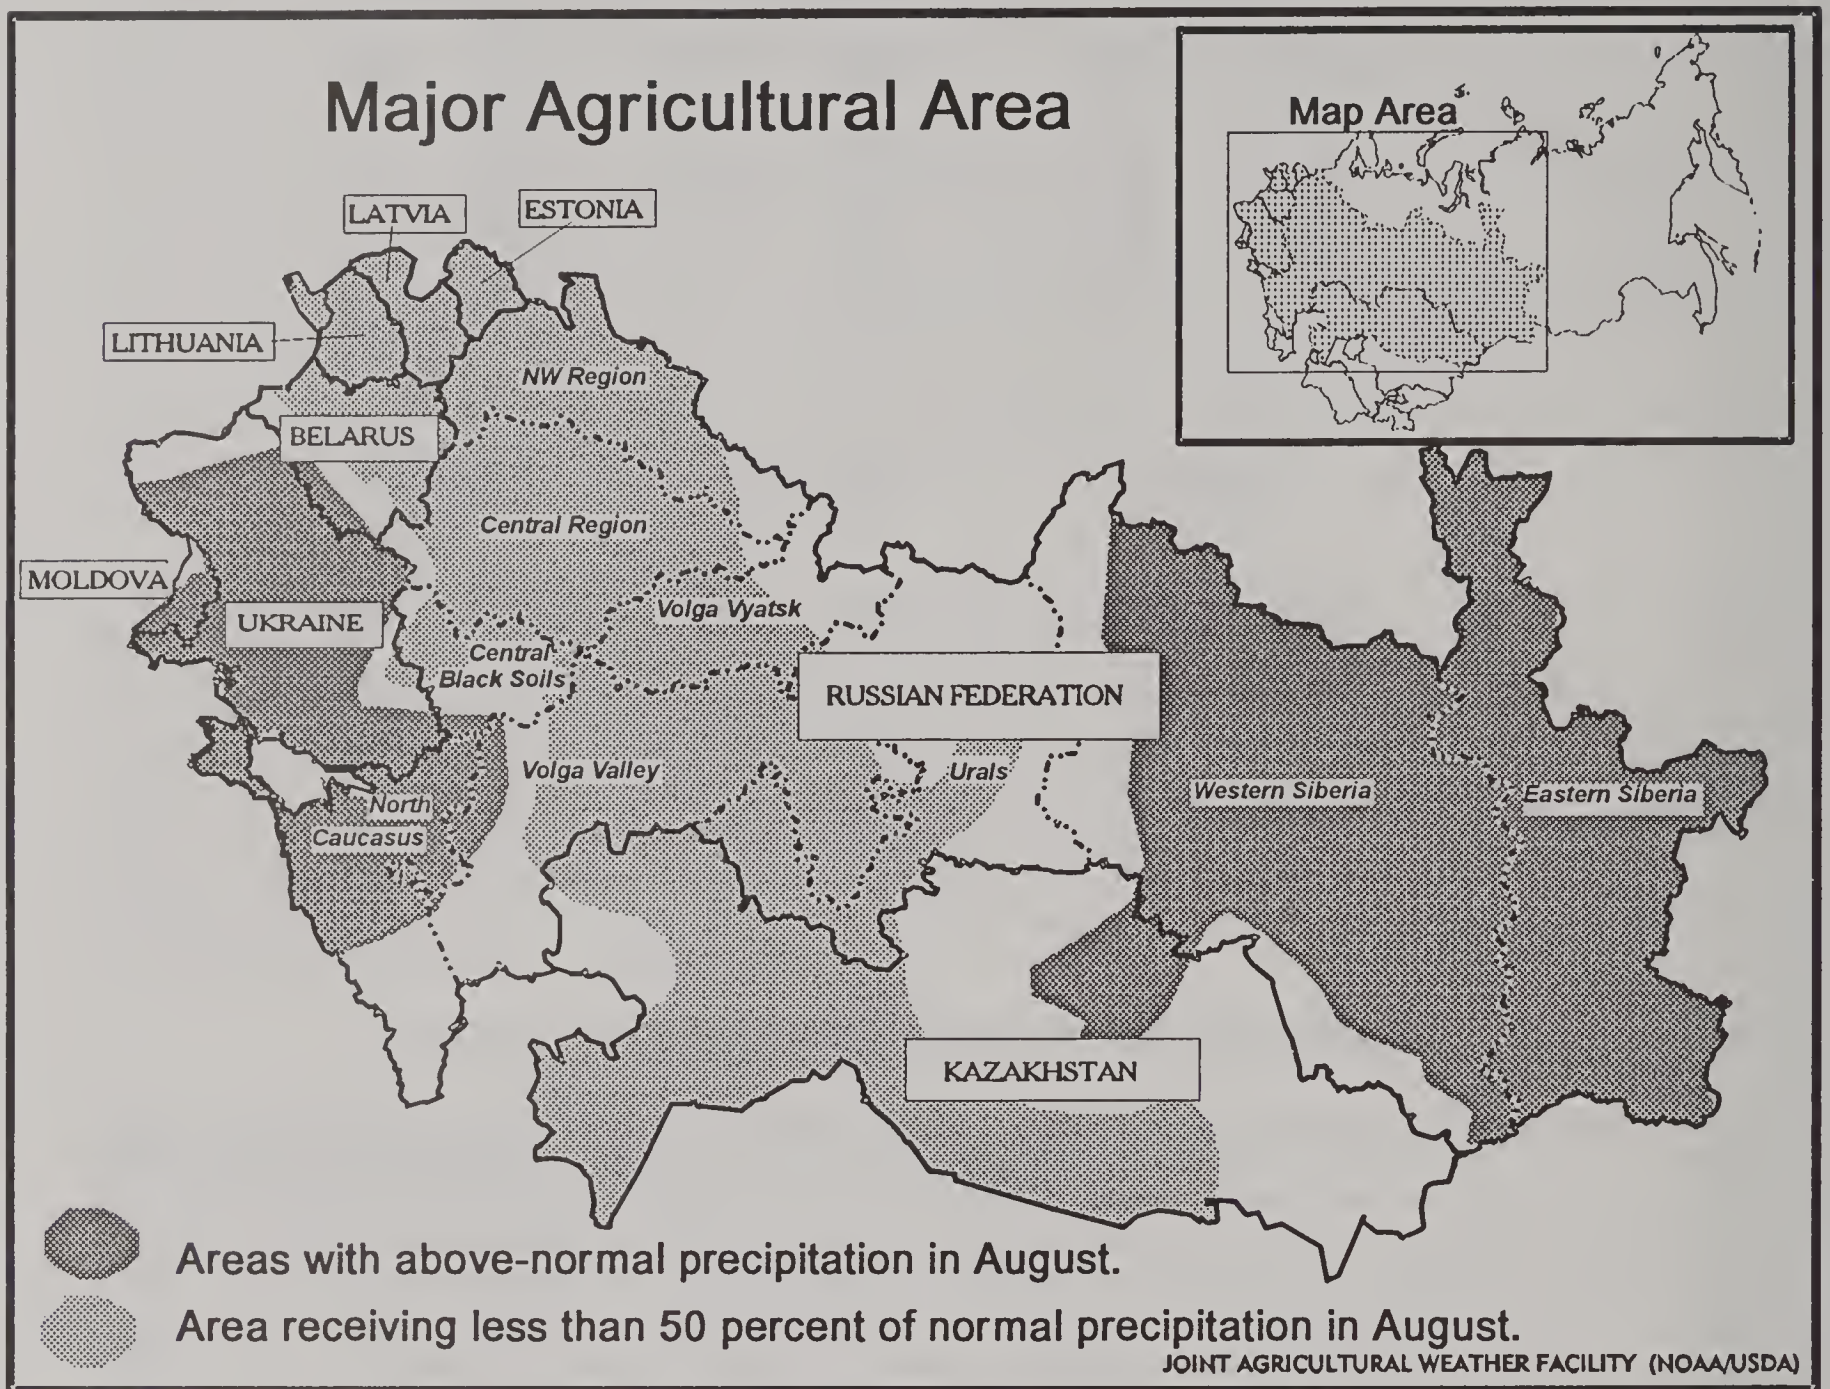 Major Agricultural Area
Map Area
LATVIA
ESTONIA
LITHUANIA
NW Region
BELARUS
Central Region
MOLDOVA
UKRAINE
Volga Vyatsk
Central
Black Soils
RUSSIAN FEDERATION
Volga Valley
Urals
Western Siberia
Eastern Siberia
North
Caucasus
KAZAKHSTAN
Areas with above-normal precipitation in August.
Area receiving less than 50 percent of normal precipitation in August.
JOINT AGRICULTURAL WEATHER FACILITY (NOAA/USDA)